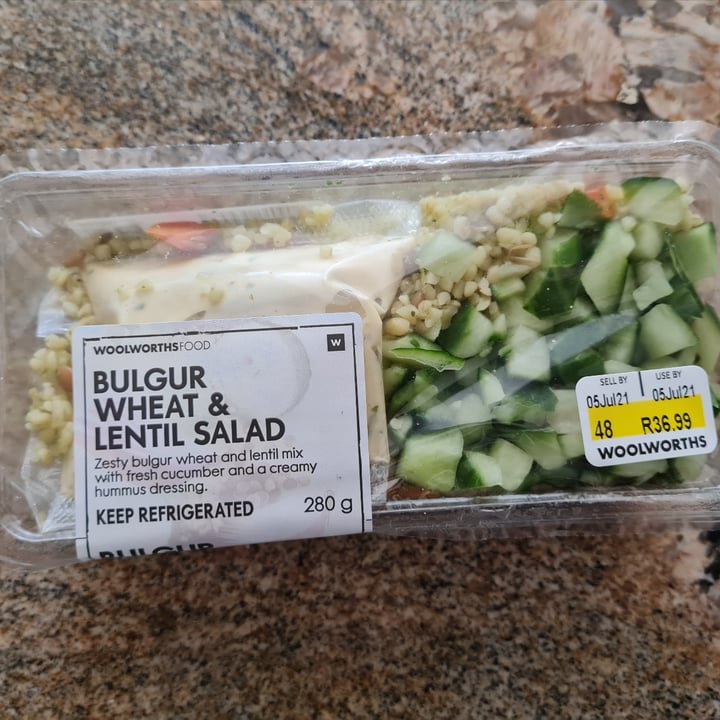 WOOLWORTHSFOOD
W
BULGUR
WHEAT &
LENTIL SALAD
Zesty bulgur wheat and lentil mix
with fresh cucumber and a creamy
hummus dressing.
KEEP REFRIGERATED 280 g
BULGUR
SELL BY USE BY
05Jul21 05Jul21
48 R36.99
WOOLWORTHS